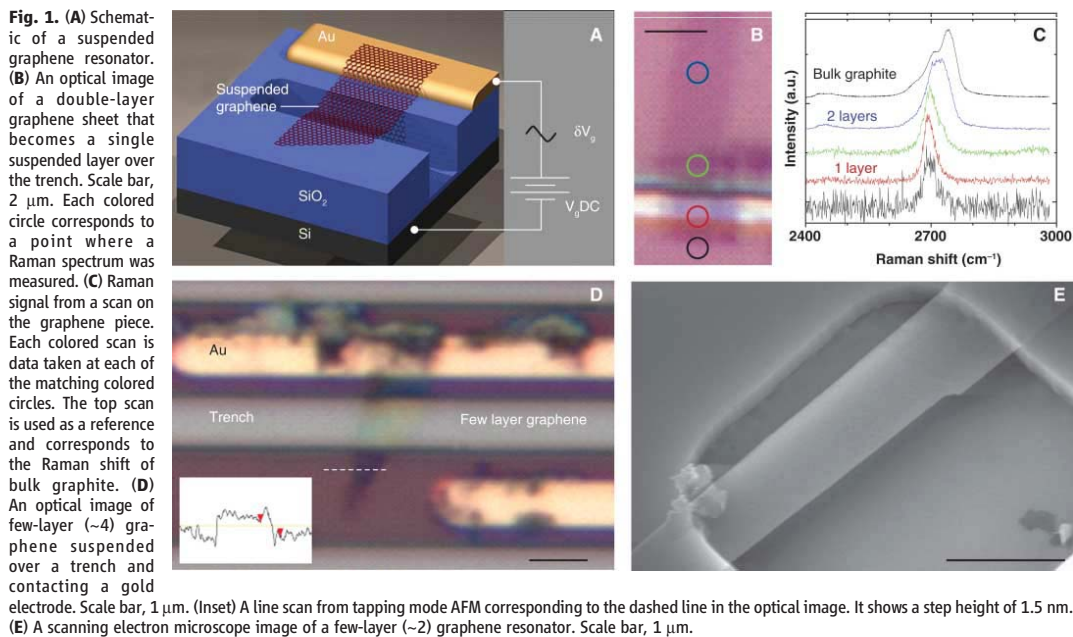 Fig. 1. (A) Schemat-
ic of a suspended
graphene resonator.
(B) An optical image
of a double-layer
graphene sheet that
becomes a single
suspended layer over
the trench. Scale bar,
2 μm. Each colored
circle corresponds to
a point where a
Raman spectrum was
measured. (C) Raman
signal from a scan on
the graphene piece.
Each colored scan is
data taken at each of
the matching colored
circles. The top scan
is used as a reference
and corresponds to
the Raman shift of
bulk graphite. (D)
An optical image of
few-layer (~4) gra-
phene suspended
over a trench and
contacting a gold
electrode. Scale bar, 1 μm. (Inset) A line scan from tapping mode AFM corresponding to the dashed line in the optical image. It shows a step height of 1.5 nm.
(E) A scanning electron microscope image of a few-layer (~2) graphene resonator. Scale bar, 1 μm.
A
Au
Suspended
graphene
SiO2
Si
δVg
VgDC
B
C
Intensity (a.u.)
Bulk graphite
2 layers
1 layer
2400 2700 3000
Raman shift (cm⁻¹)
D
Au
Trench
Few layer graphene
E